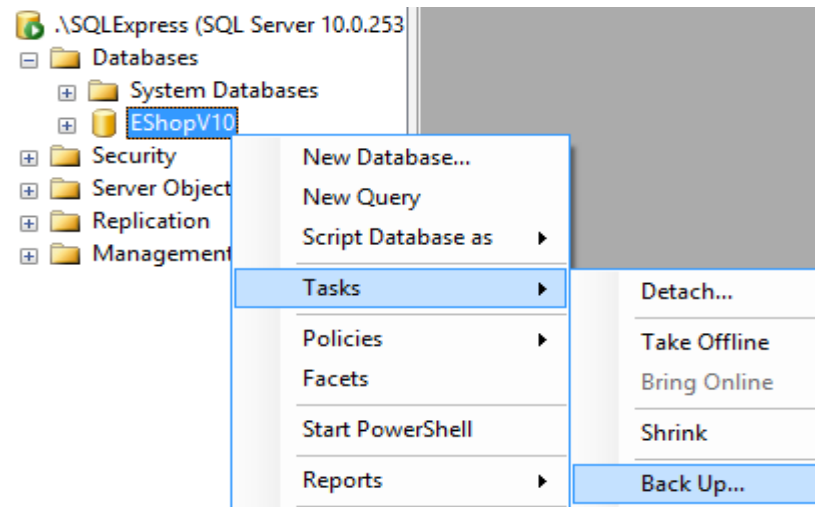 .\SQLExpress (SQL Server 10.0.253
Databases
System Databases
EShopV10
Security
Server Object
Replication
Management
New Database...
New Query
Script Database as
Tasks
Policies
Facets
Start PowerShell
Reports
Detach...
Take Offline
Bring Online
Shrink
Back Up...